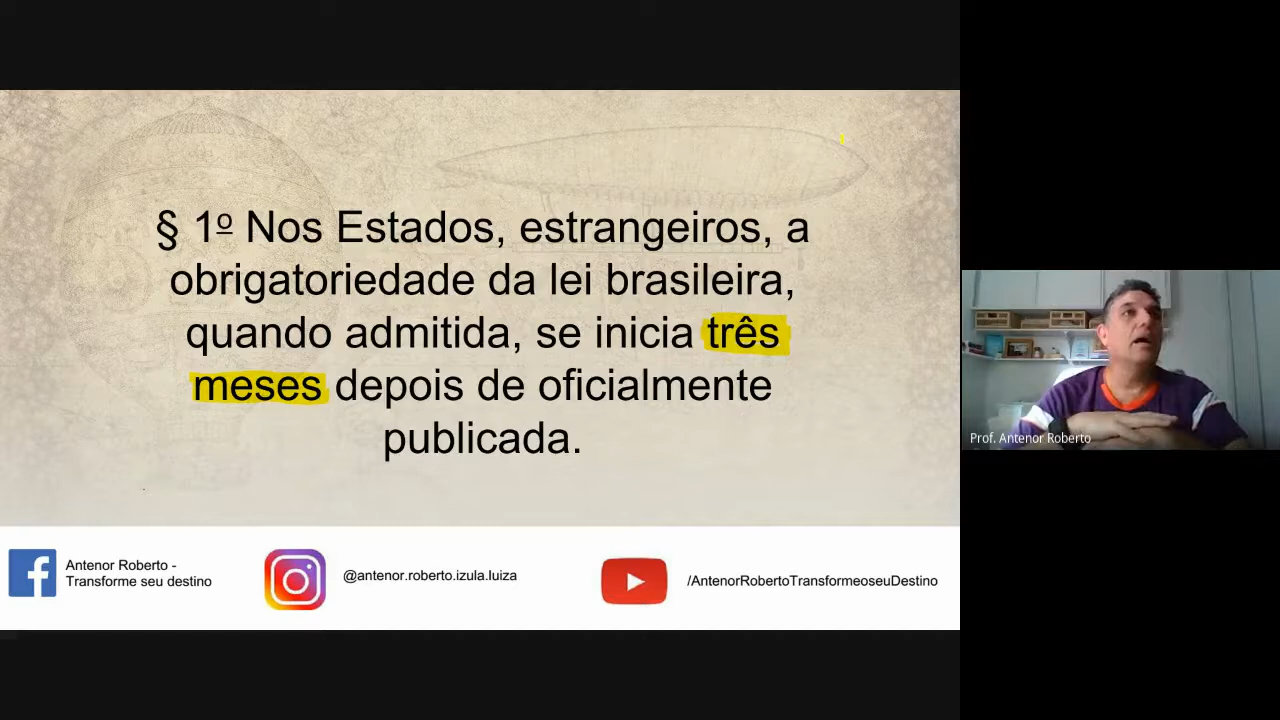 § 1º Nos Estados, estrangeiros, a
obrigatoriedade da lei brasileira,
quando admitida, se inicia três
meses depois de oficialmente
publicada.
Prof. Antenor Roberto
Antenor Roberto -
Transforme seu destino
@antenor.roberto.izula.luiza
/AntenorRobertoTransformeoseuDestino